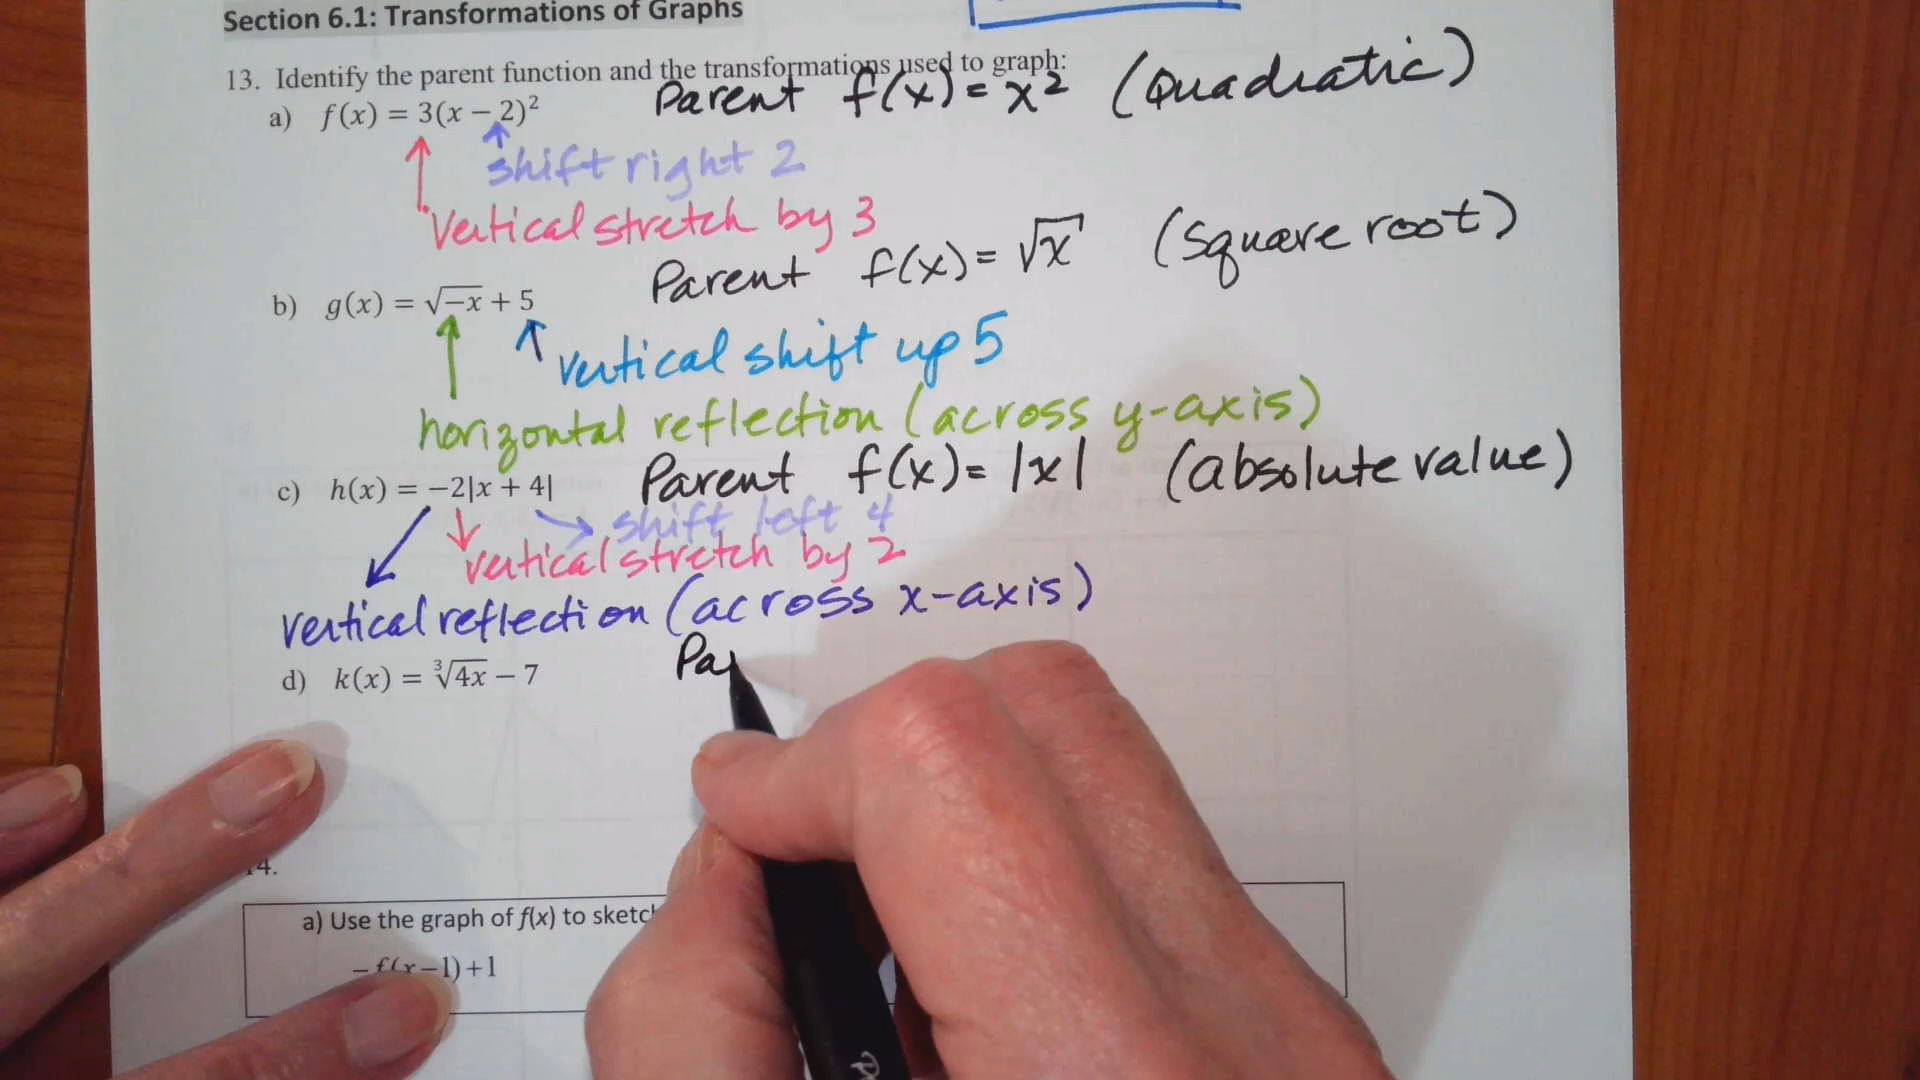 Section 6.1: Transformations of Graphs
13. Identify the parent function and the transformations used to graph:
a) f(x) = 3(x − 2)² Parent f(x) = x² (Quadratic)
shift right 2
Vertical stretch by 3
b) g(x) = √−x + 5 Parent f(x) = √x (Square root)
vertical shift up 5
horizontal reflection (across y-axis)
c) h(x) = −2|x + 4| Parent f(x) = |x| (absolute value)
shift left 4
vertical stretch by 2
vertical reflection (across x-axis)
d) k(x) = ∛4x − 7 Pa
4.
a) Use the graph of f(x) to
−f(x−1)+1